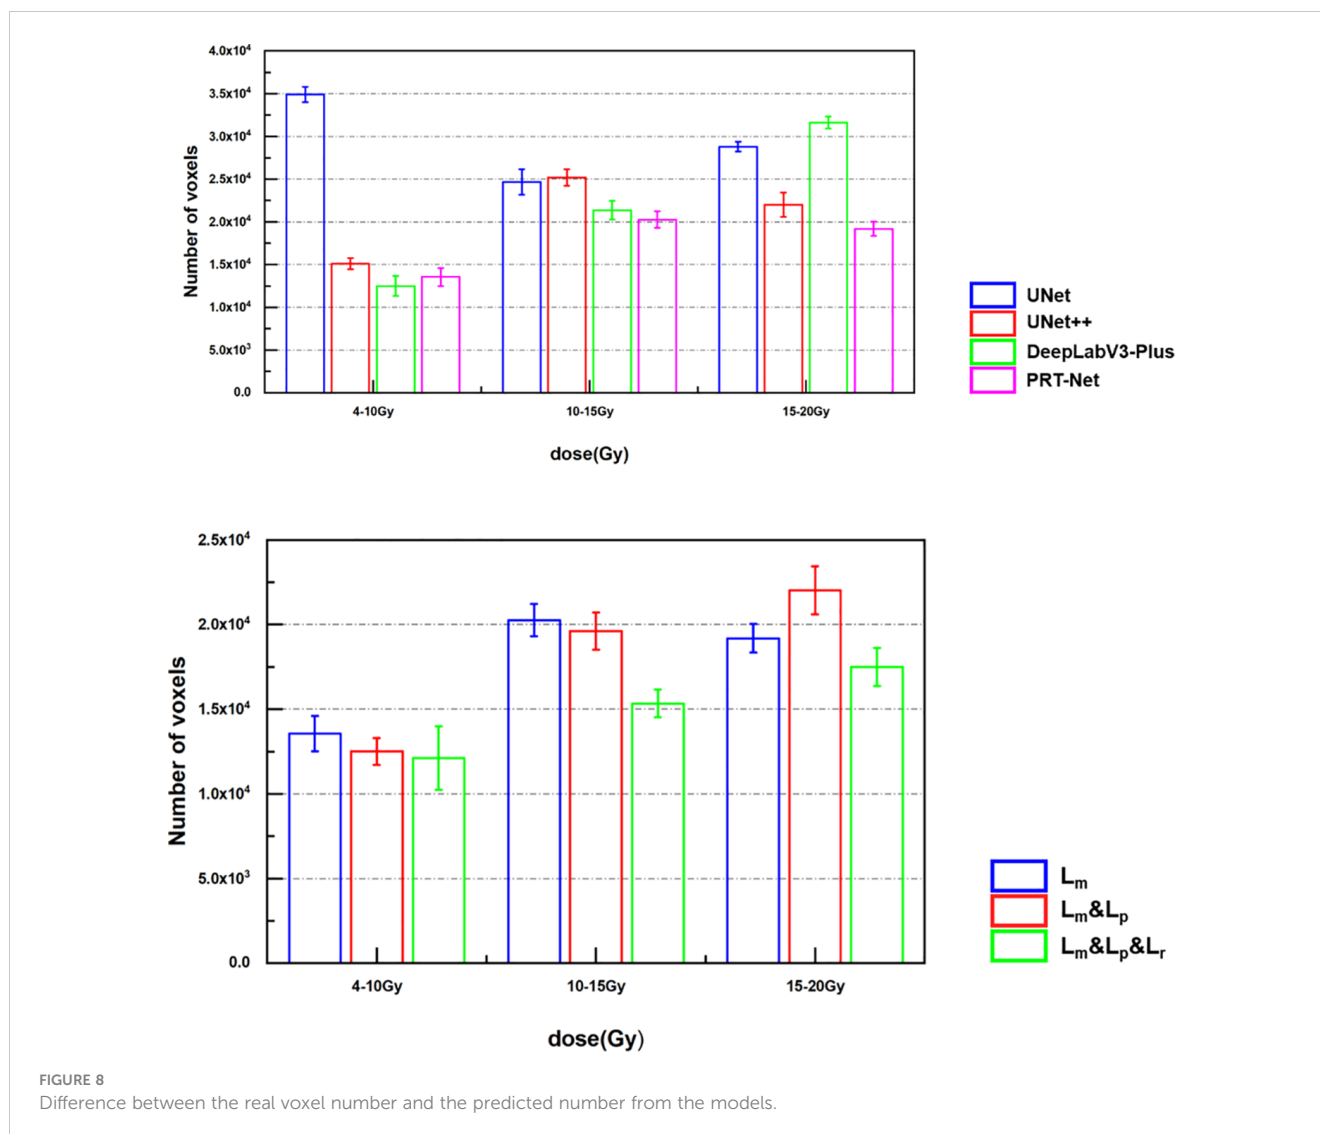 4.0x10⁴
3.5x10⁴
3.0x10⁴
2.5x10⁴
2.0x10⁴
1.5x10⁴
1.0x10⁴
5.0x10³
0.0
Number of voxels
4-10Gy 10-15Gy 15-20Gy
dose(Gy)
UNet
UNet++
DeepLabV3-Plus
PRT-Net
2.5x10⁴
2.0x10⁴
1.5x10⁴
1.0x10⁴
5.0x10³
0.0
Number of voxels
4-10Gy 10-15Gy 15-20Gy
dose(Gy)
Lₘ
Lₘ&Lₚ
Lₘ&Lₚ&Lᵣ
FIGURE 8
Difference between the real voxel number and the predicted number from the models.